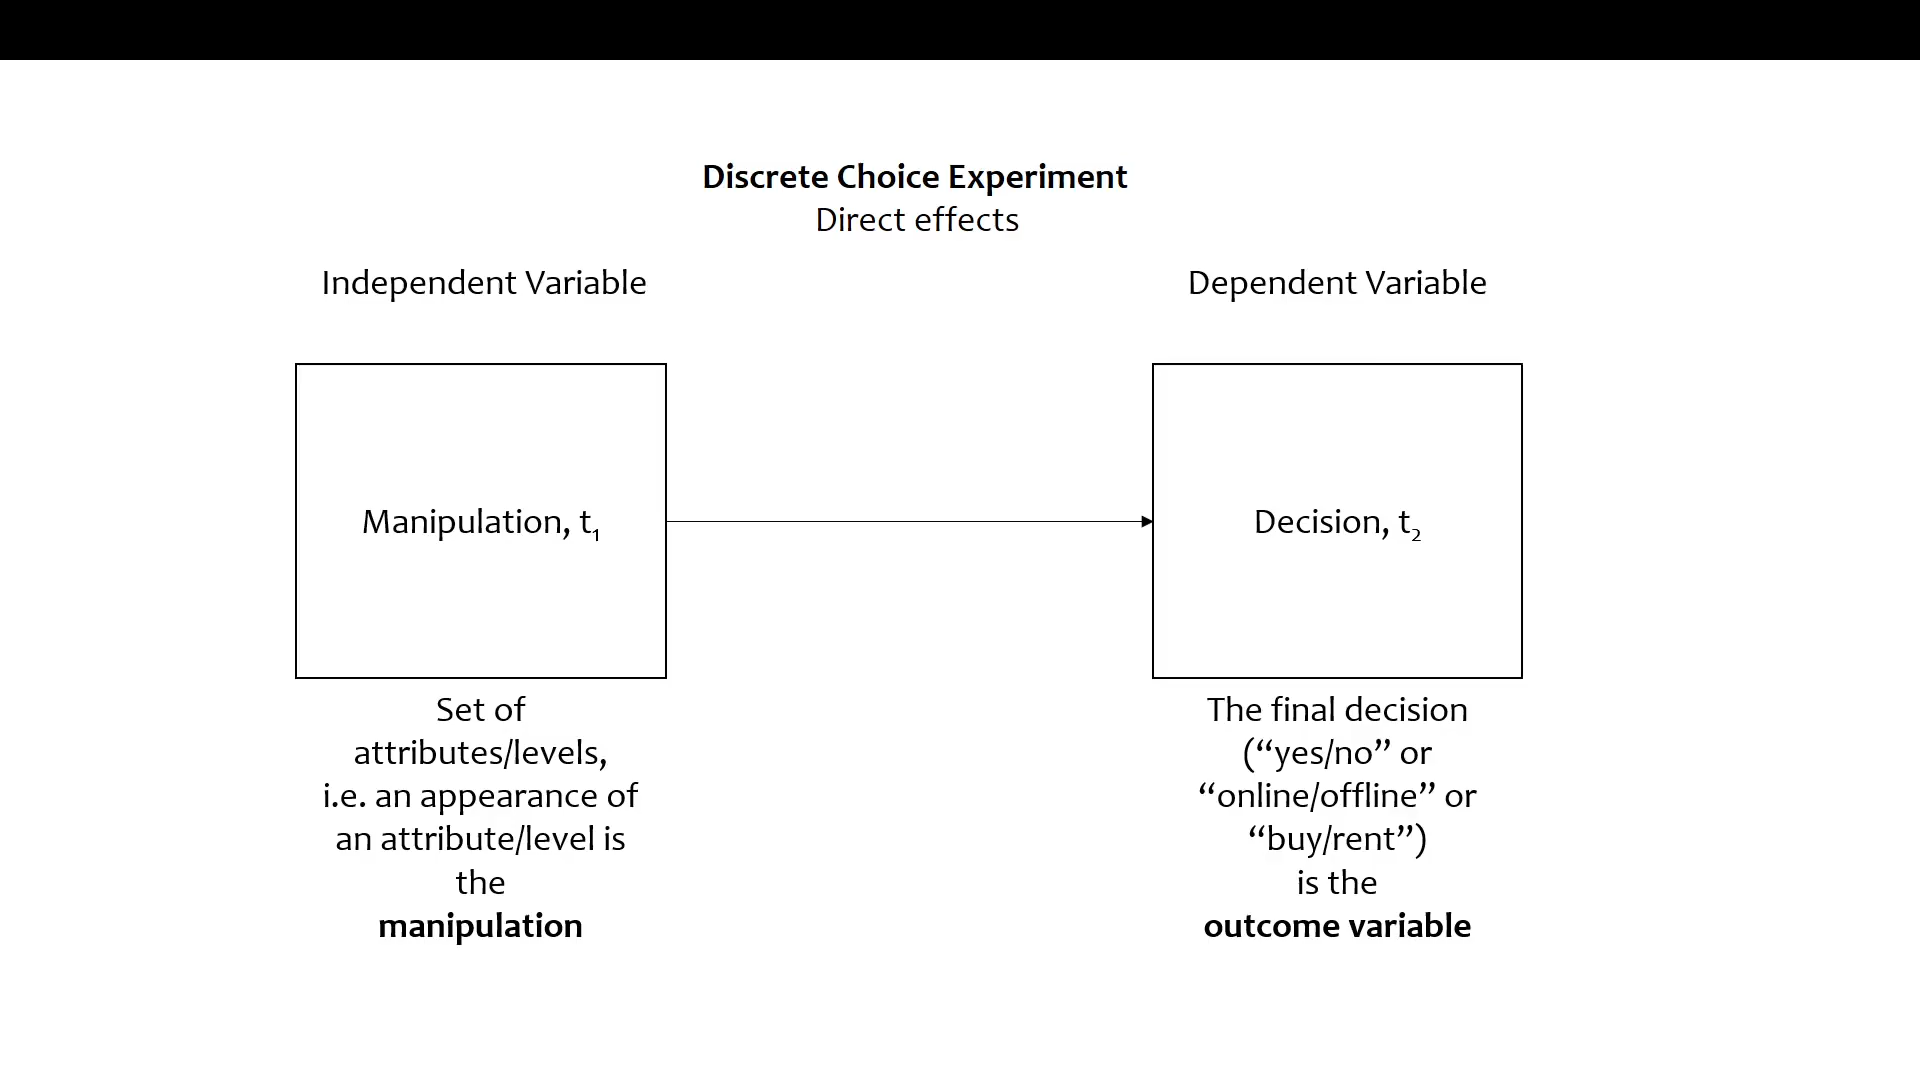 Discrete Choice Experiment
Direct effects
Independent Variable
Dependent Variable
Manipulation, t₁
Decision, t₂
Set of
attributes/levels,
i.e. an appearance of
an attribute/level is
the
manipulation
The final decision
(“yes/no” or
“online/offline” or
“buy/rent”)
is the
outcome variable